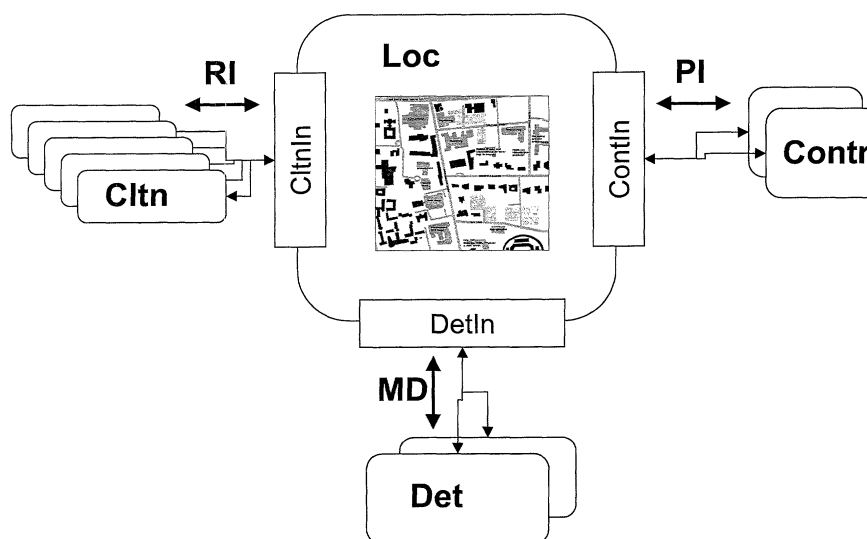 Loc
RI
PI
CltnIn
ContIn
Contr
Cltn
DetIn
MD
Det